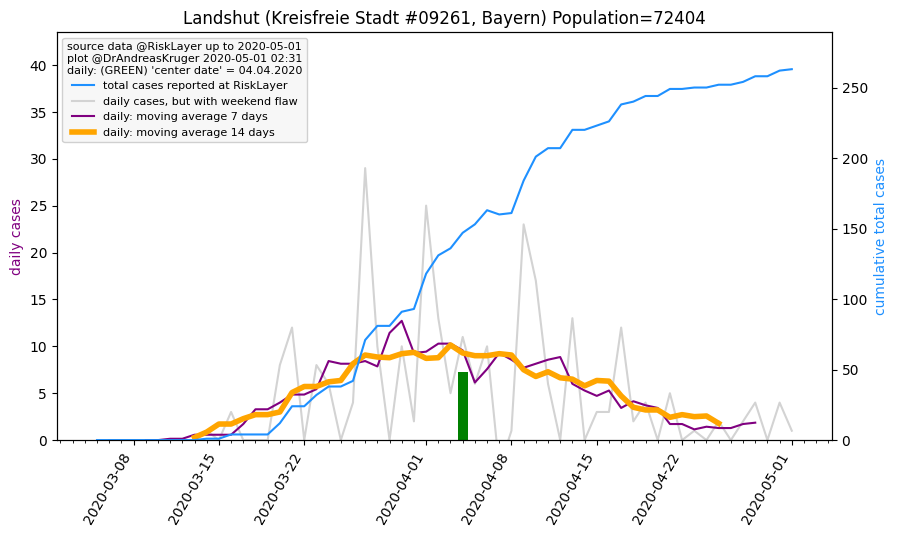 Landshut (Kreisfreie Stadt #09261, Bayern) Population=72404
source data @RiskLayer up to 2020-05-01
plot @DrAndreasKruger 2020-05-01 02:31
daily: (GREEN) 'center date' = 04.04.2020
total cases reported at RiskLayer
daily cases, but with weekend flaw
daily: moving average 7 days
daily: moving average 14 days
daily cases
40
35
30
25
20
15
10
5
0
250
200
150
100
50
0
cumulative total cases
2020-03-08
2020-03-15
2020-03-22
2020-04-01
2020-04-08
2020-04-15
2020-04-22
2020-05-01